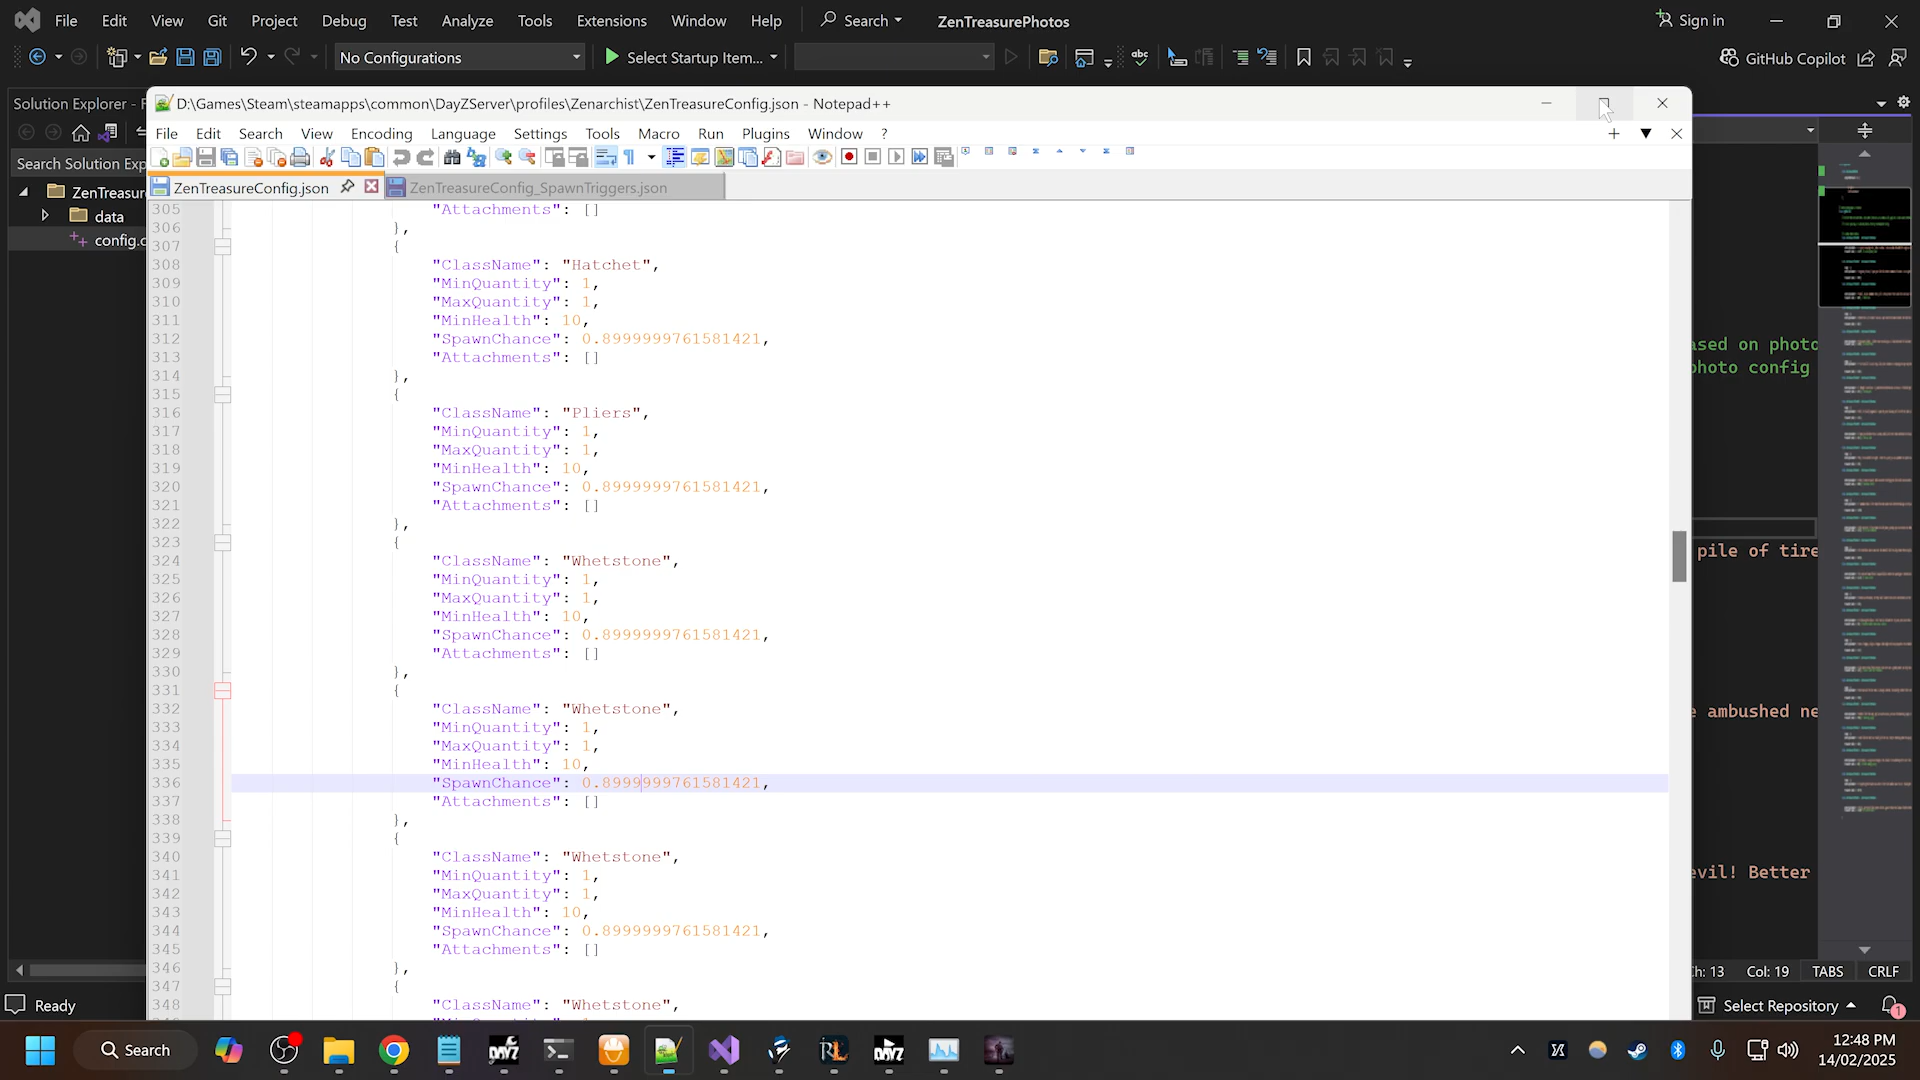 File Edit View Git Project Debug Test Analyze Tools Extensions Window Help Search ZenTreasurePhotos Sign in
No Configurations Select Startup Item... abc GitHub Copilot
Solution Explorer - F
Search Solution Exp
ZenTreasure
data
config.c
D:\Games\Steam\steamapps\common\DayZServer\profiles\Zenarchist\ZenTreasureConfig.json - Notepad++
File Edit Search View Encoding Language Settings Tools Macro Run Plugins Window ?
ZenTreasureConfig.json ZenTreasureConfig_SpawnTriggers.json
305 "Attachments": []
306 },
307 {
308 "ClassName": "Hatchet",
309 "MinQuantity": 1,
310 "MaxQuantity": 1,
311 "MinHealth": 10,
312 "SpawnChance": 0.8999999761581421,
313 "Attachments": []
314 },
315 {
316 "ClassName": "Pliers",
317 "MinQuantity": 1,
318 "MaxQuantity": 1,
319 "MinHealth": 10,
320 "SpawnChance": 0.8999999761581421,
321 "Attachments": []
322 },
323 {
324 "ClassName": "Whetstone",
325 "MinQuantity": 1,
326 "MaxQuantity": 1,
327 "MinHealth": 10,
328 "SpawnChance": 0.8999999761581421,
329 "Attachments": []
330 },
331 {
332 "ClassName": "Whetstone",
333 "MinQuantity": 1,
334 "MaxQuantity": 1,
335 "MinHealth": 10,
336 "SpawnChance": 0.8999999761581421,
337 "Attachments": []
338 },
339 {
340 "ClassName": "Whetstone",
341 "MinQuantity": 1,
342 "MaxQuantity": 1,
343 "MinHealth": 10,
344 "SpawnChance": 0.8999999761581421,
345 "Attachments": []
346 },
347 {
348 "ClassName": "Whetstone",
ased on photo
photo config
pile of tire
e ambushed ne
evil! Better
Ch: 13 Col: 19 TABS CRLF
Ready
Select Repository 1
Search
DAYZ
RL
DAYZ
12:48 PM
14/02/2025